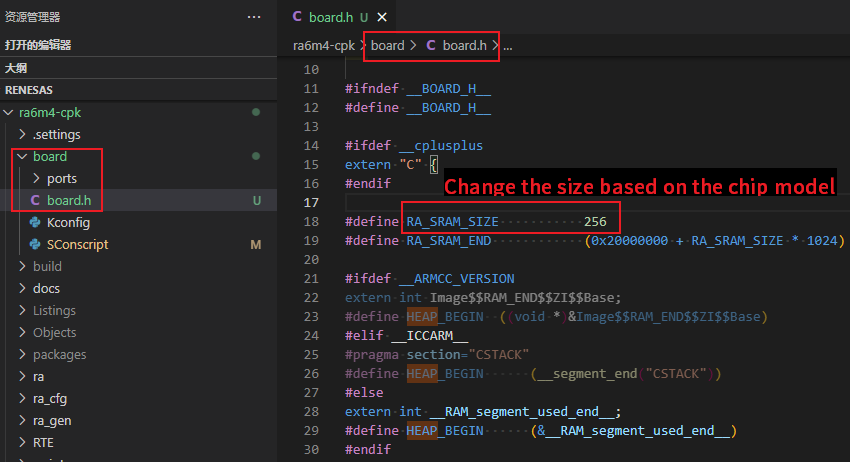 资源管理器
打开的编辑器
大纲
RENESAS
ra6m4-cpk
.settings
board
ports
C board.h U
Kconfig
SConscript M
build
docs
Listings
Objects
packages
ra
ra_cfg
ra_gen
RTE
C board.h U
ra6m4-cpk > board > C board.h > ...
10
11 #ifndef __BOARD_H__
12 #define __BOARD_H__
13
14 #ifdef __cplusplus
15 extern "C" {
16 #endif
Change the size based on the chip model
17
18 #define RA_SRAM_SIZE 256
19 #define RA_SRAM_END (0x20000000 + RA_SRAM_SIZE * 1024)
20
21 #ifdef __ARMCC_VERSION
22 extern int Image$$RAM_END$$ZI$$Base;
23 #define HEAP_BEGIN ((void *)&Image$$RAM_END$$ZI$$Base)
24 #elif __ICCARM__
25 #pragma section="CSTACK"
26 #define HEAP_BEGIN (__segment_end("CSTACK"))
27 #else
28 extern int __RAM_segment_used_end__;
29 #define HEAP_BEGIN (&__RAM_segment_used_end__)
30 #endif